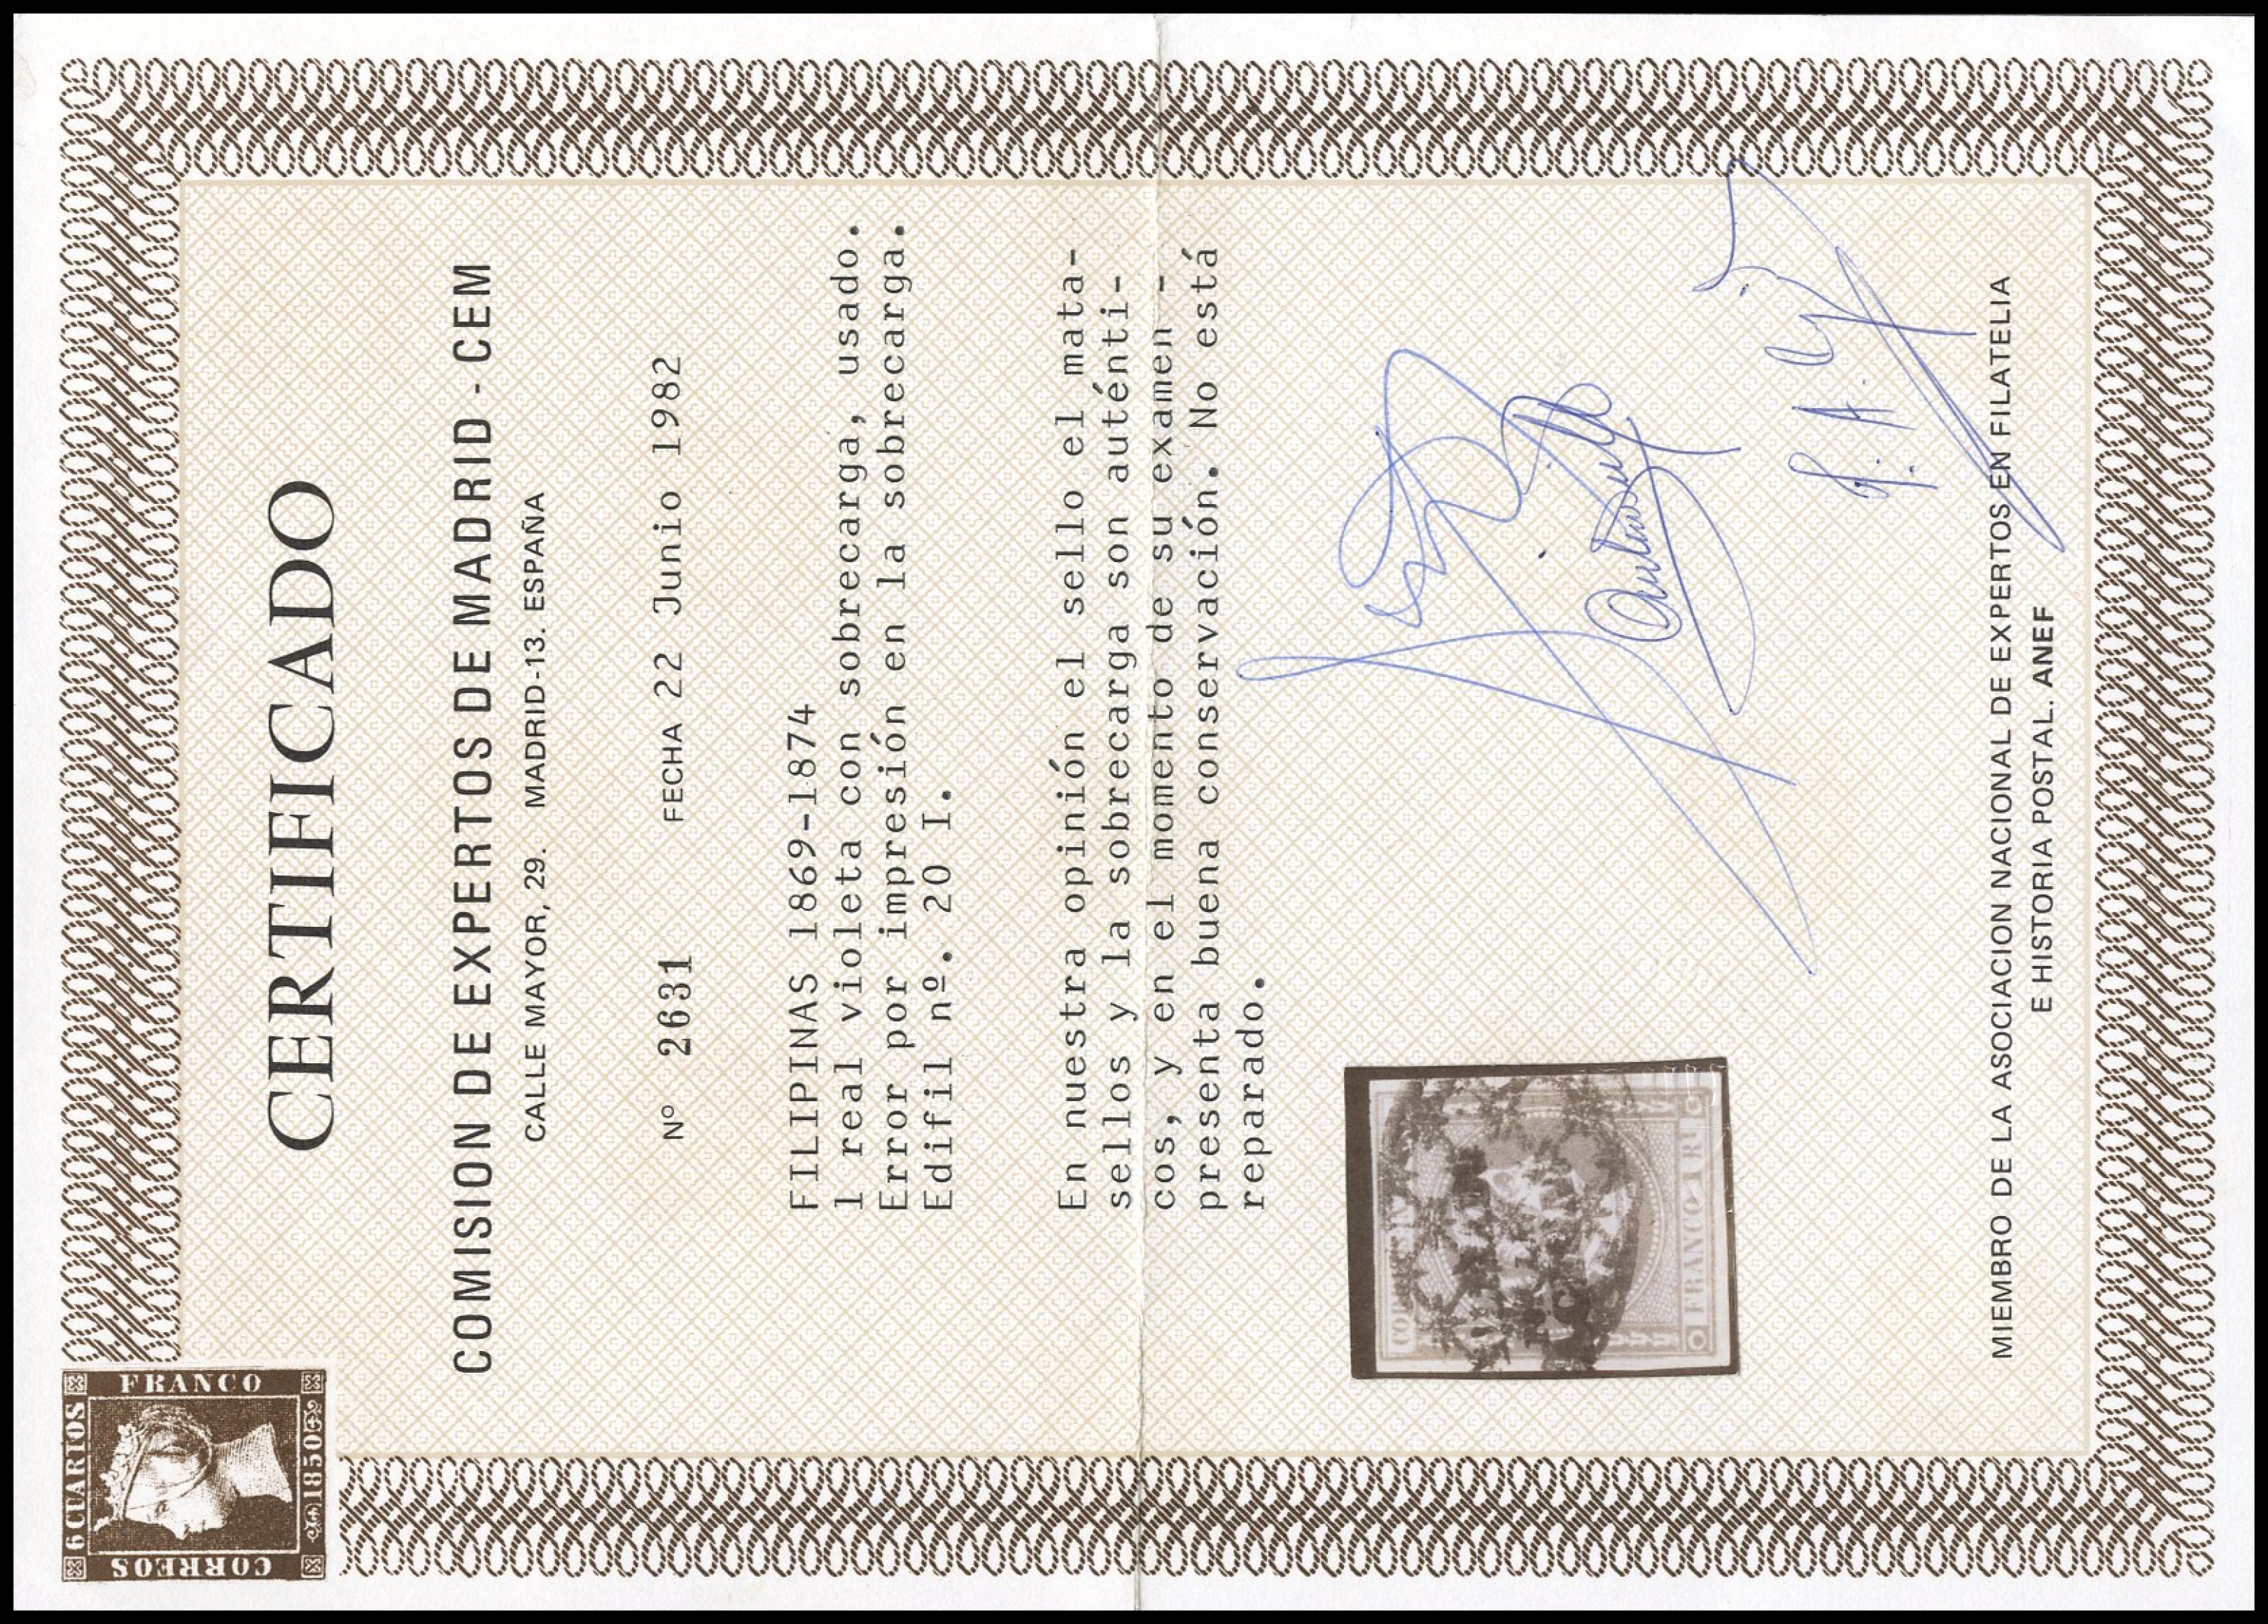 6 CUARTOS
CORREOS
FRANCO
1850
CERTIFICADO
COMISION DE EXPERTOS DE MADRID - CEM
CALLE MAYOR, 29. MADRID-13. ESPAÑA
Nº 2631 FECHA 22 Junio 1982
FILIPINAS 1869-1874
1 real violeta con sobrecarga, usado.
Error por impresión en la sobrecarga.
Edifil nº. 20 I.
En nuestra opinión el sello el mata-
sellos y la sobrecarga son auténti-
cos, y en el momento de su examen -
presenta buena conservación. No está
reparado.
FRANCO
MIEMBRO DE LA ASOCIACION NACIONAL DE EXPERTOS EN FILATELIA
E HISTORIA POSTAL. ANEF